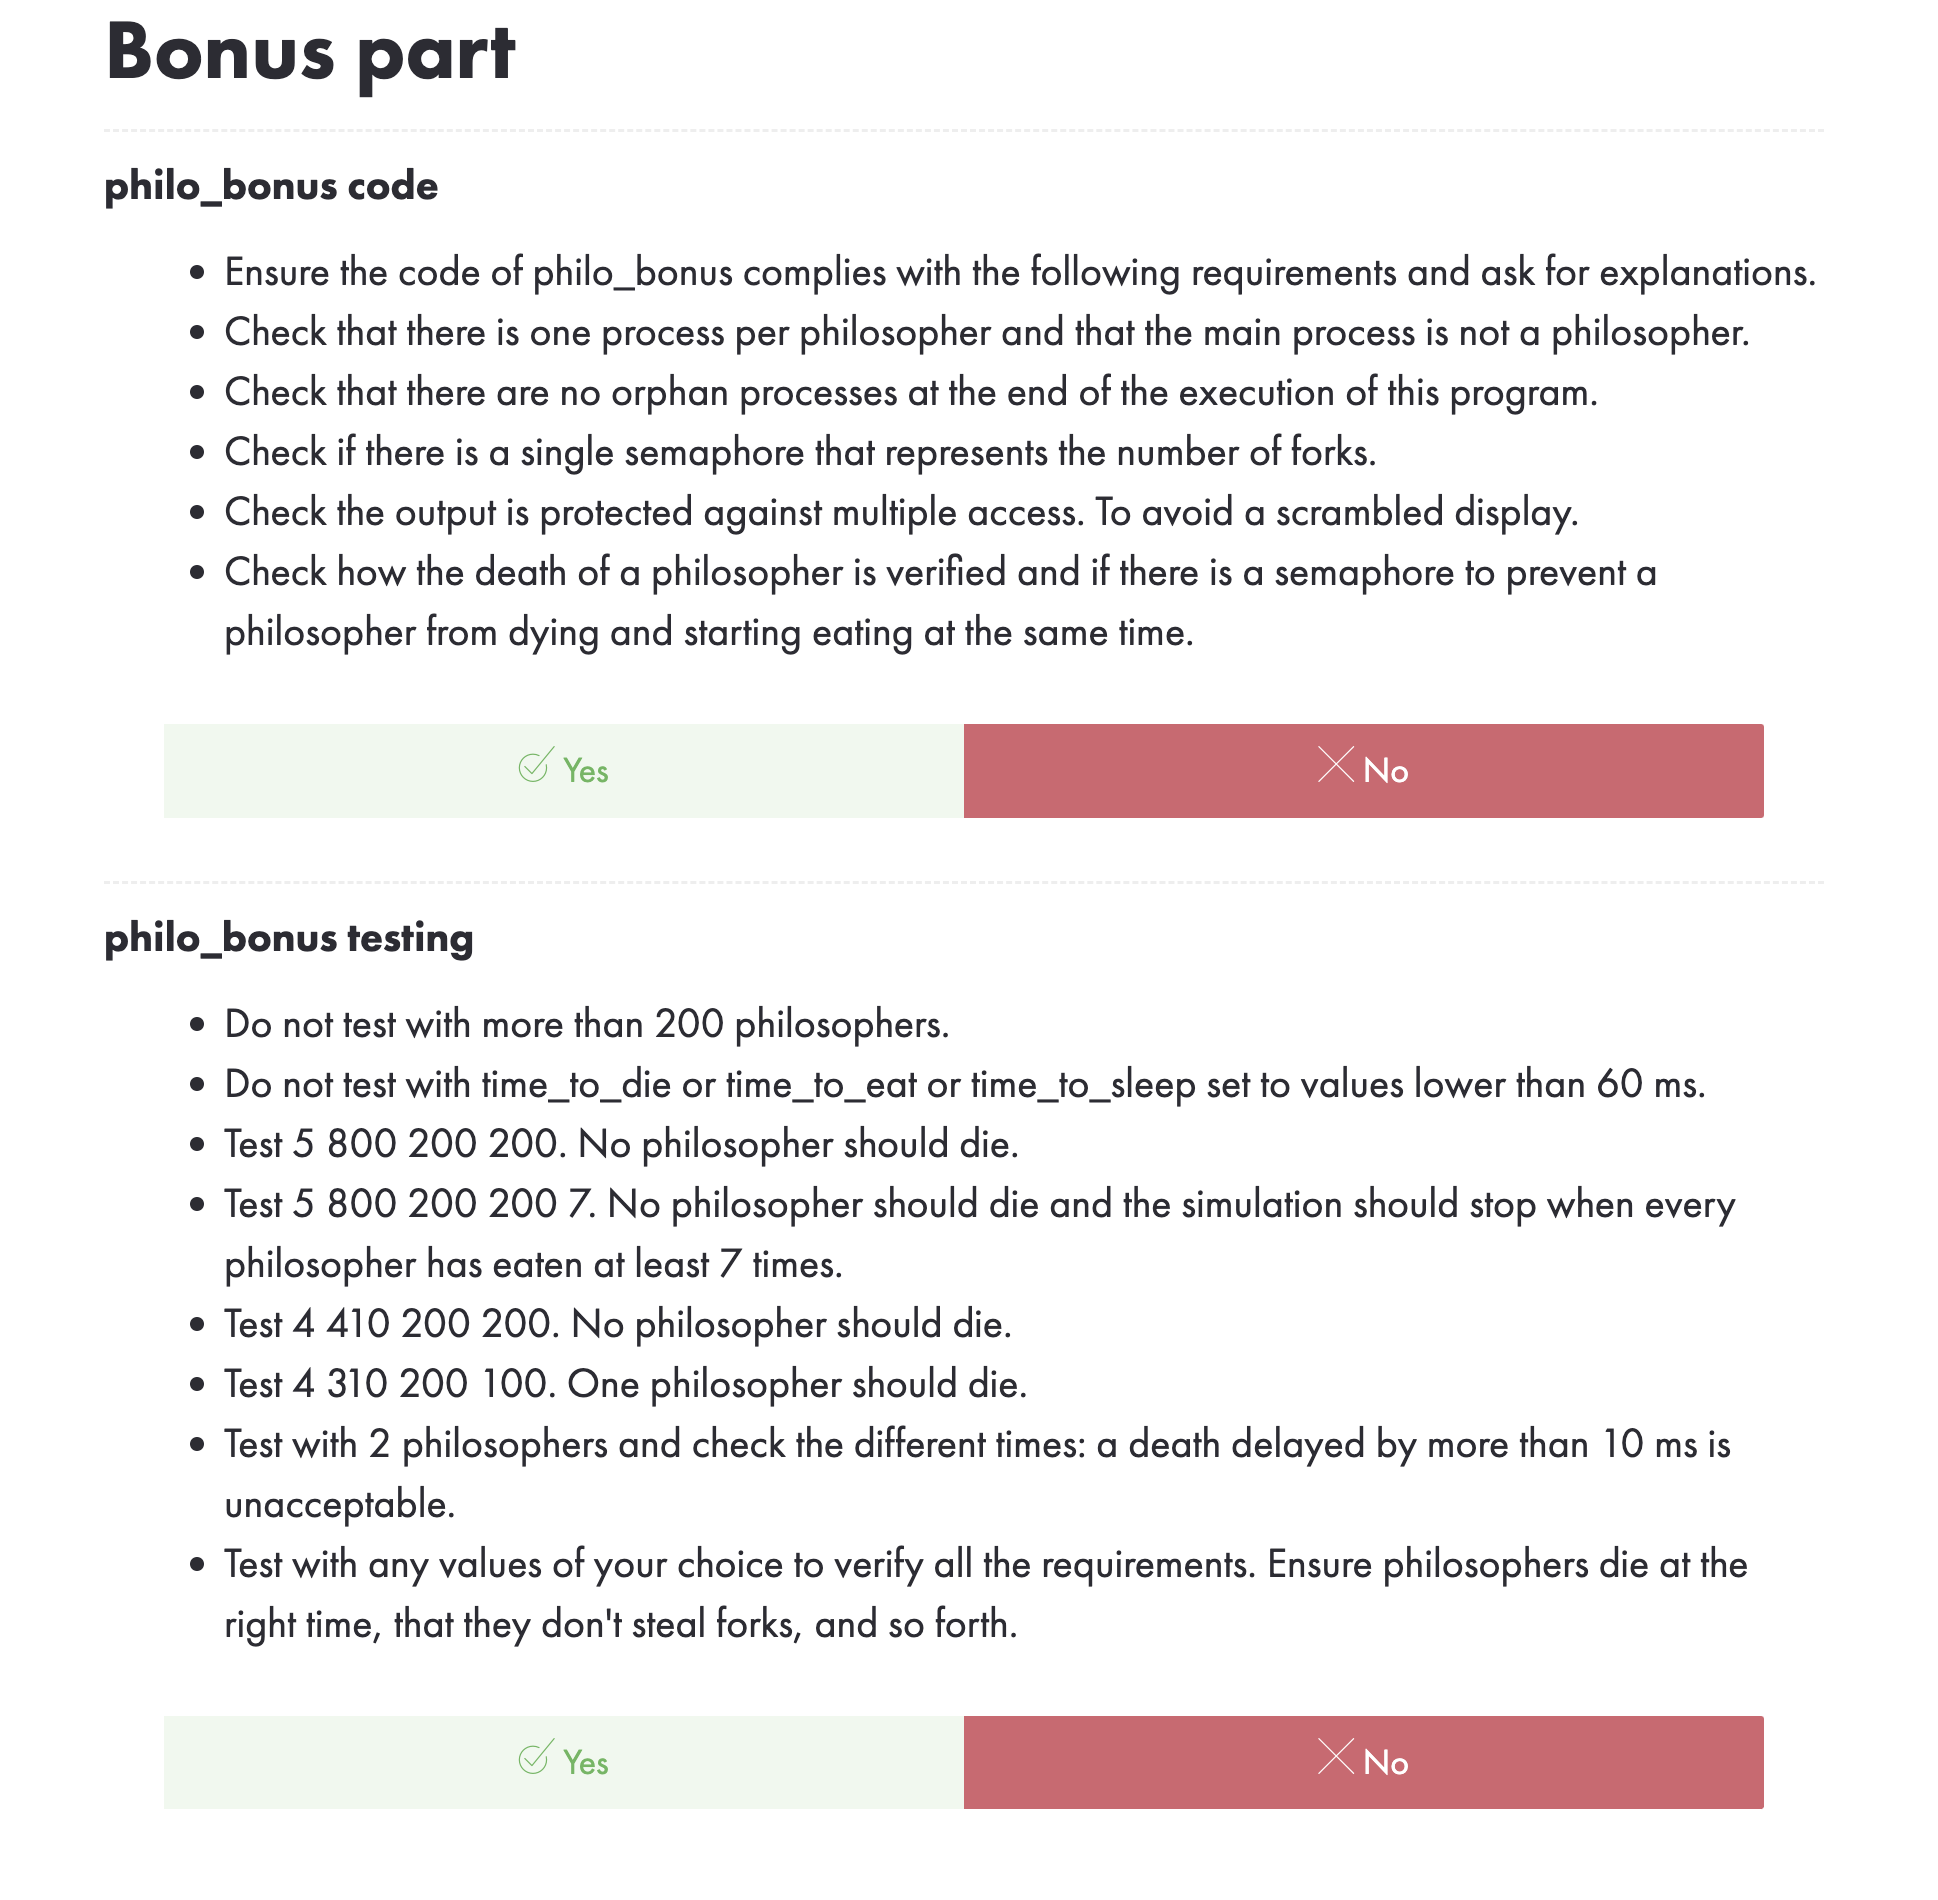 Bonus part
philo_bonus code
• Ensure the code of philo_bonus complies with the following requirements and ask for explanations.
• Check that there is one process per philosopher and that the main process is not a philosopher.
• Check that there are no orphan processes at the end of the execution of this program.
• Check if there is a single semaphore that represents the number of forks.
• Check the output is protected against multiple access. To avoid a scrambled display.
• Check how the death of a philosopher is verified and if there is a semaphore to prevent a
philosopher from dying and starting eating at the same time.
Yes
No
philo_bonus testing
• Do not test with more than 200 philosophers.
• Do not test with time_to_die or time_to_eat or time_to_sleep set to values lower than 60 ms.
• Test 5 800 200 200. No philosopher should die.
• Test 5 800 200 200 7. No philosopher should die and the simulation should stop when every
philosopher has eaten at least 7 times.
• Test 4 410 200 200. No philosopher should die.
• Test 4 310 200 100. One philosopher should die.
• Test with 2 philosophers and check the different times: a death delayed by more than 10 ms is
unacceptable.
• Test with any values of your choice to verify all the requirements. Ensure philosophers die at the
right time, that they don't steal forks, and so forth.
Yes
No